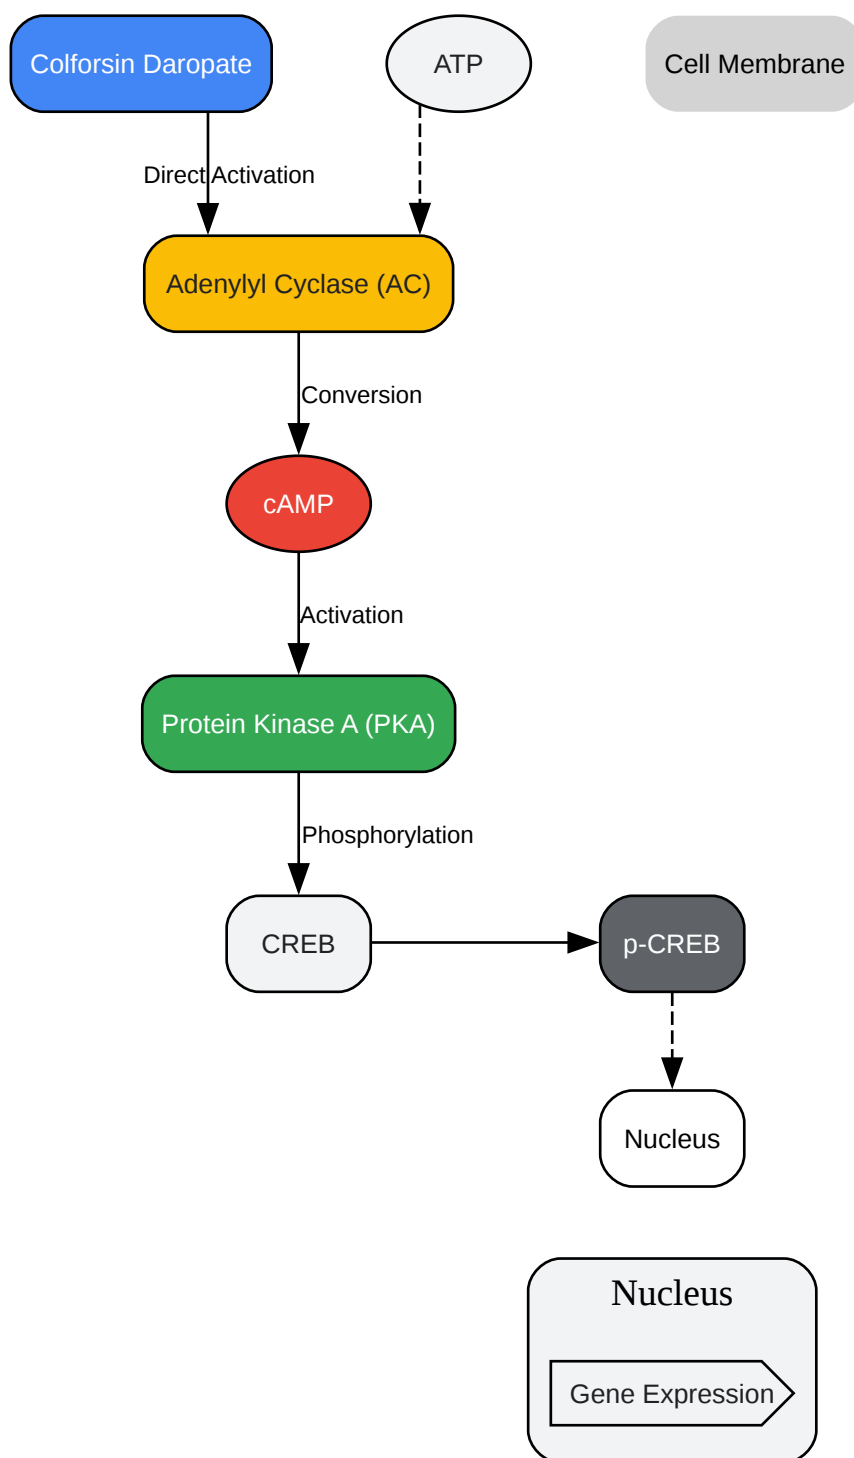 Colforsin Daropate
ATP
Cell Membrane
Direct Activation
Adenylyl Cyclase (AC)
Conversion
cAMP
Activation
Protein Kinase A (PKA)
Phosphorylation
CREB
p-CREB
Nucleus
Nucleus
Gene Expression